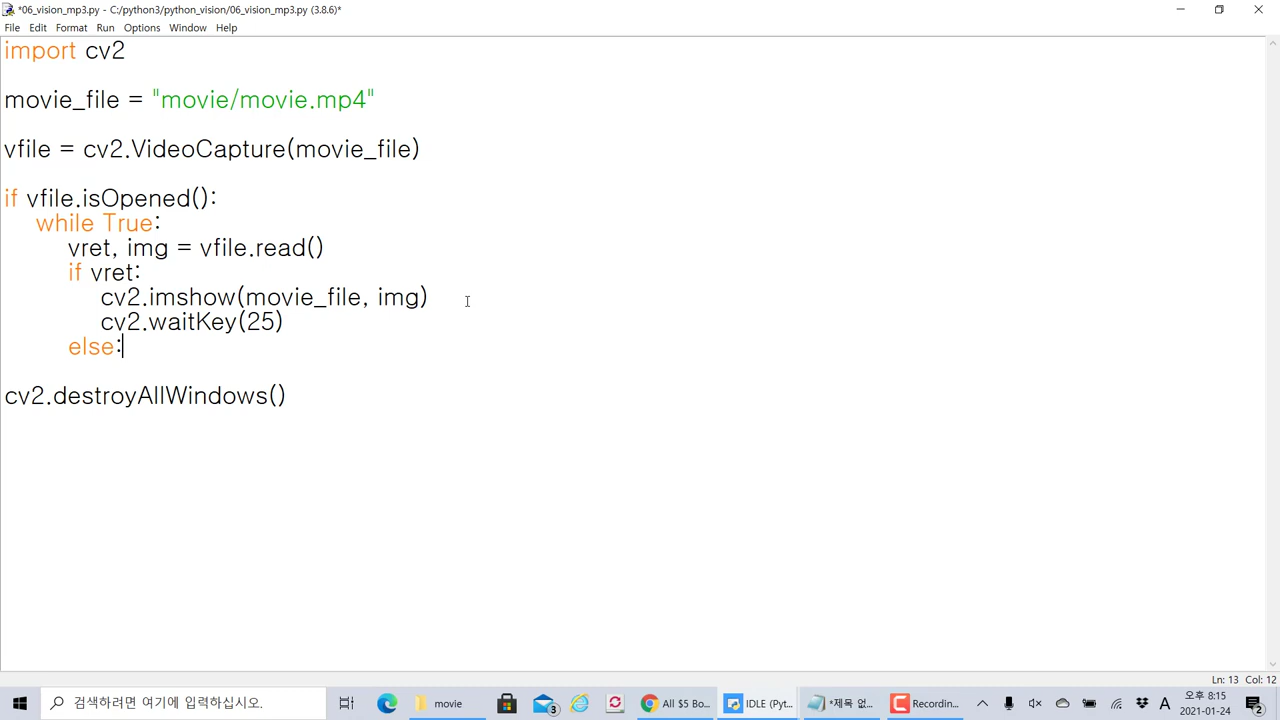 *06_vision_mp3.py - C:/python3/python_vision/06_vision_mp3.py (3.8.6)*
File Edit Format Run Options Window Help
import cv2
movie_file = "movie/movie.mp4"
vfile = cv2.VideoCapture(movie_file)
if vfile.isOpened():
while True:
vret, img = vfile.read()
if vret:
cv2.imshow(movie_file, img)
cv2.waitKey(25)
else:
cv2.destroyAllWindows()
Ln: 13 Col: 12
검색하려면 여기에 입력하십시오.
movie
3
All $5 Bo...
IDLE (Pyt...
*제목 없...
Recordin...
A
오후 8:15
2021-01-24
2